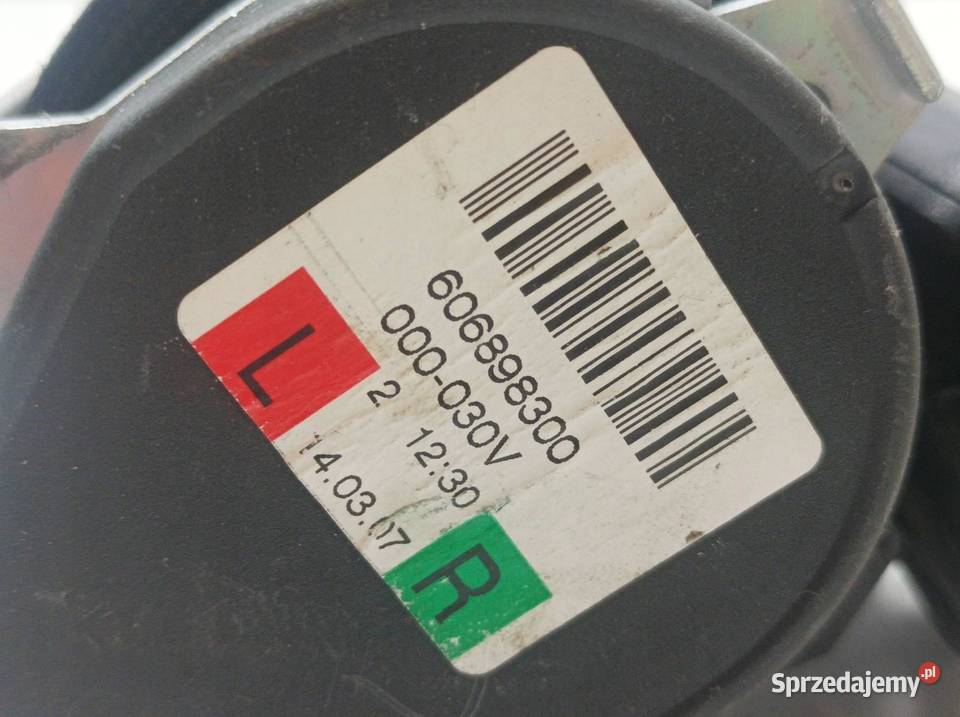 606898300
000-030V
2 12:30
14.03.07
L
R
Sprzedajemy.pl